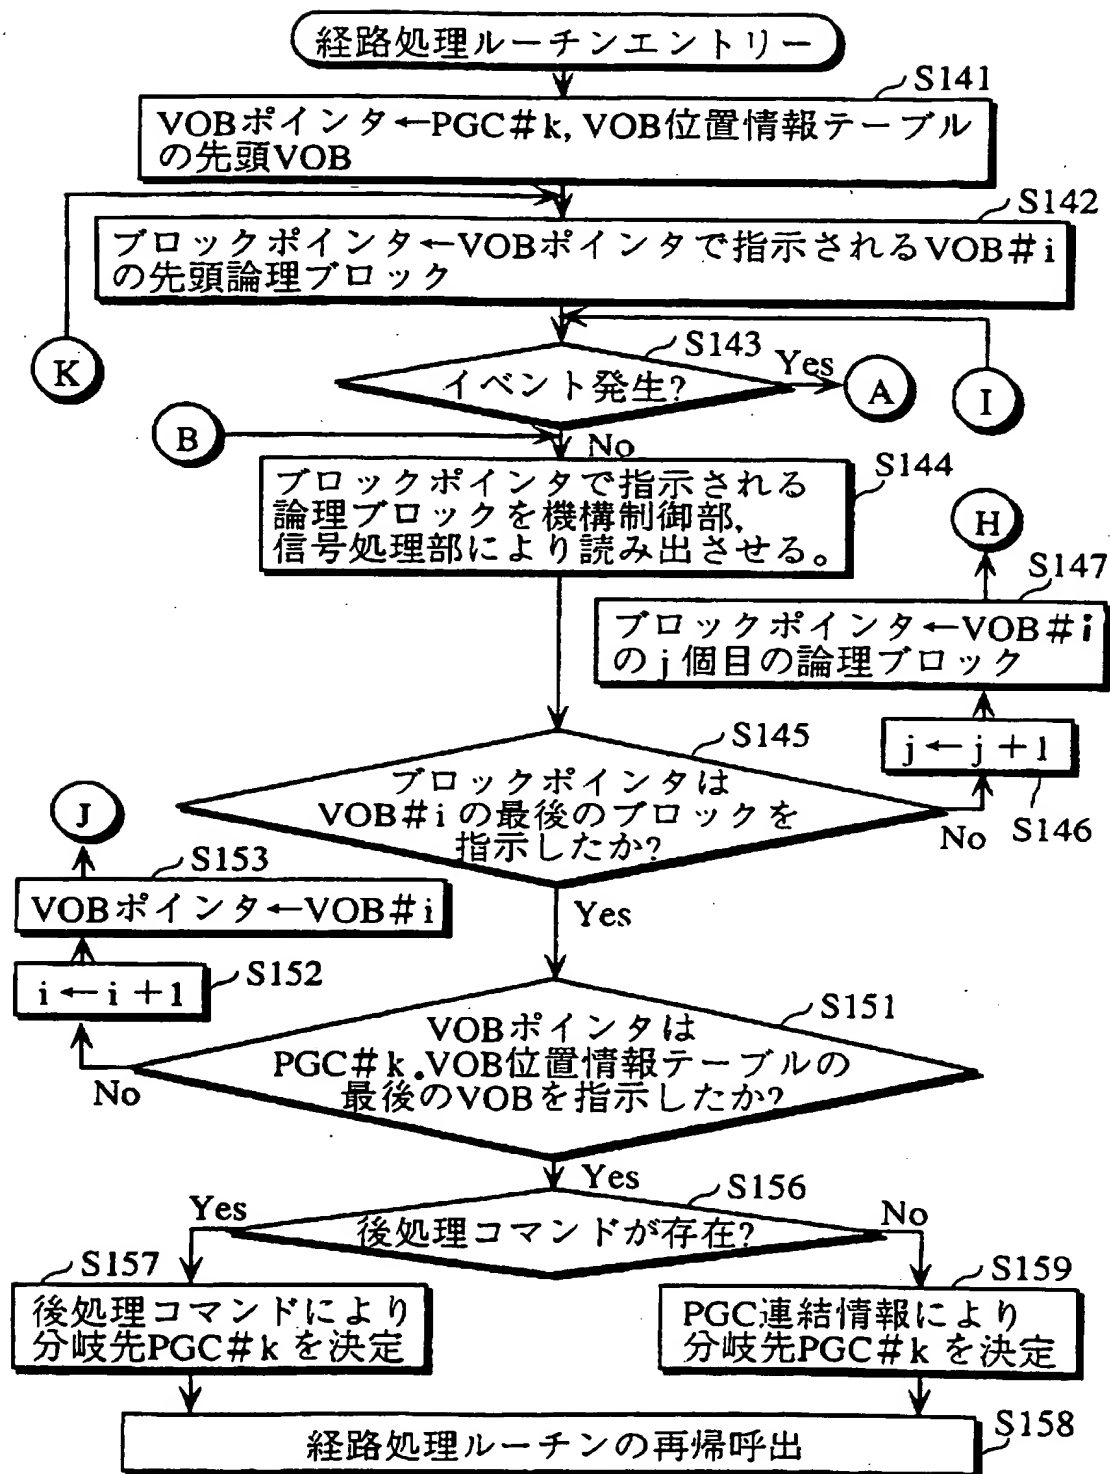 経路処理ルーチンエントリー
S141
VOBポインタ←PGC#k,VOB位置情報テーブル
の先頭VOB
S142
ブロックポインタ←VOBポインタで指示されるVOB#i
の先頭論理ブロック
K
S143
イベント発生?
Yes
A
I
B
No
S144
ブロックポインタで指示される
論理ブロックを機構制御部,
信号処理部により読み出させる。
H
S147
ブロックポインタ←VOB#i
のj個目の論理ブロック
j←j+1
S146
S145
ブロックポインタは
VOB#iの最後のブロックを
指示したか?
No
Yes
J
S153
VOBポインタ←VOB#i
S152
i←i+1
S151
VOBポインタは
PGC#k.VOB位置情報テーブルの
最後のVOBを指示したか?
No
Yes
S156
後処理コマンドが存在?
Yes
No
S157
後処理コマンドにより
分岐先PGC#kを決定
S159
PGC連結情報により
分岐先PGC#kを決定
S158
経路処理ルーチンの再帰呼出